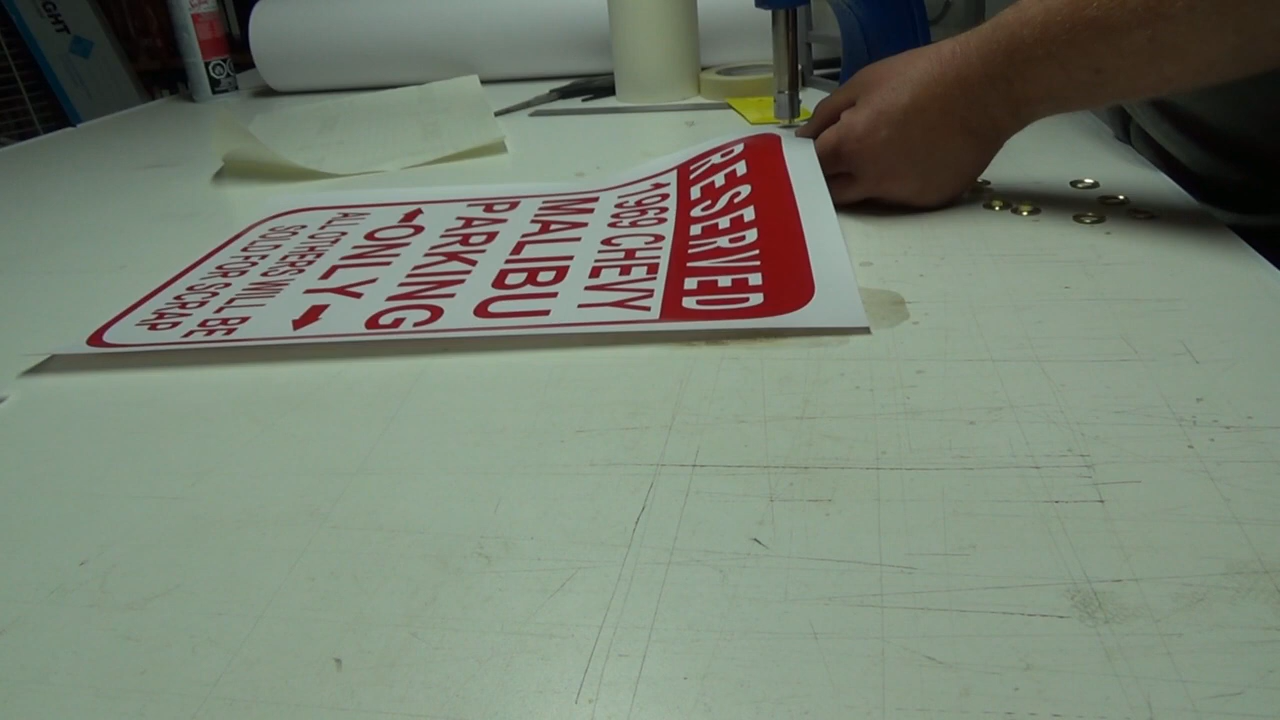 RESERVED
1969 CHEVY
MALIBU
PARKING
ONLY
ALL OTHERS WILL BE
SOLD FOR SCRAP